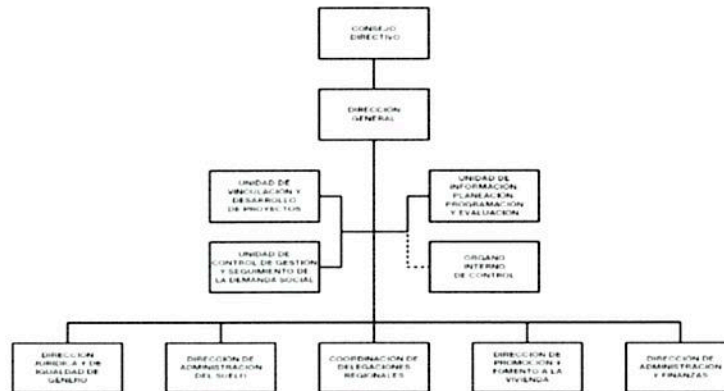 CONSEJO
DIRECTIVO
DIRECCIÓN
GENERAL
UNIDAD DE
VINCULACIÓN Y
DESARROLLO
DE PROYECTOS
UNIDAD DE
INFORMACIÓN
PLANEACIÓN
PROGRAMACIÓN
Y EVALUACIÓN
UNIDAD DE
CONTROL DE GESTIÓN
Y SEGUIMIENTO DE
LA DEMANDA SOCIAL
ÓRGANO
INTERNO
DE CONTROL
DIRECCIÓN
JURÍDICA Y DE
IGUALDAD DE
GÉNERO
DIRECCIÓN DE
ADMINISTRACIÓN
DEL SUELO
COORDINACIÓN DE
DELEGACIONES
REGIONALES
DIRECCIÓN DE
PROMOCIÓN Y
FOMENTO A LA
VIVIENDA
DIRECCIÓN DE
ADMINISTRACIÓN
Y FINANZAS